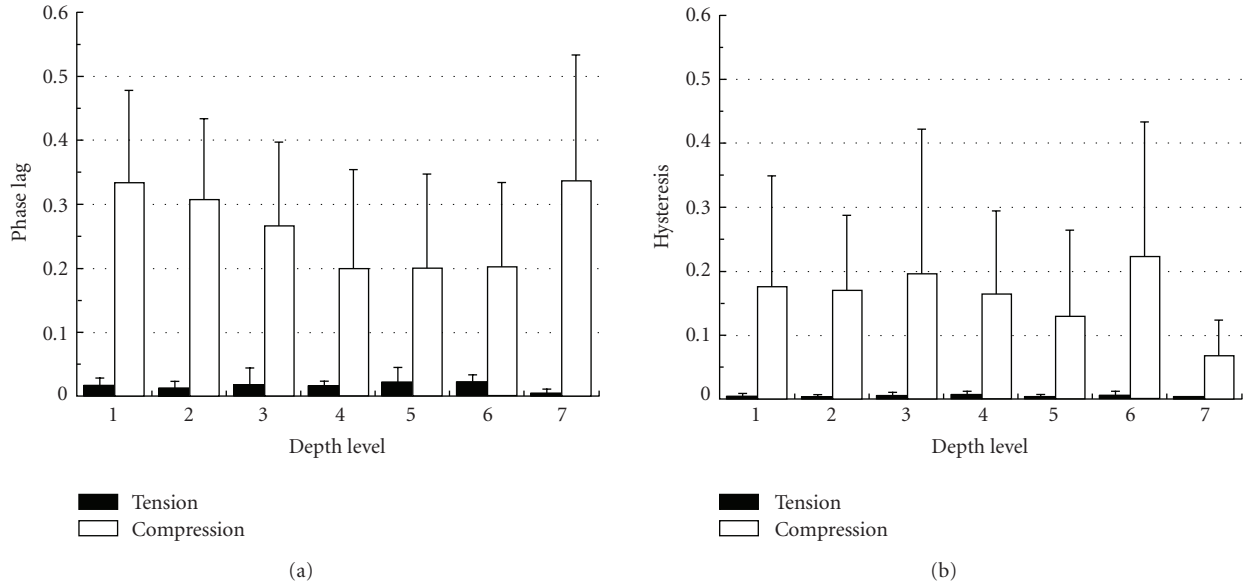 0.6
0.5
0.4
0.3
0.2
0.1
0
Phase lag
1 2 3 4 5 6 7
Depth level
Tension
Compression
(a)
0.6
0.5
0.4
0.3
0.2
0.1
0
Hysteresis
1 2 3 4 5 6 7
Depth level
Tension
Compression
(b)